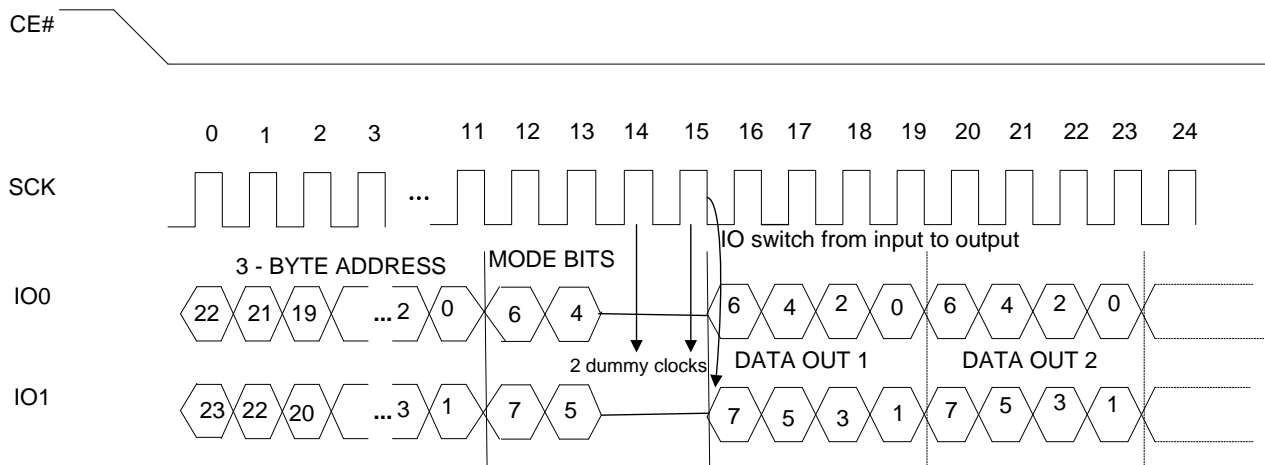 CE#
0 1 2 3 11 12 13 14 15 16 17 18 19 20 21 22 23 24
SCK ...
IO switch from input to output
3 - BYTE ADDRESS MODE BITS
IO0 22 21 19 ... 2 0 6 4 6 4 2 0 6 4 2 0
2 dummy clocks DATA OUT 1 DATA OUT 2
IO1 23 22 20 ... 3 1 7 5 7 5 3 1 7 5 3 1